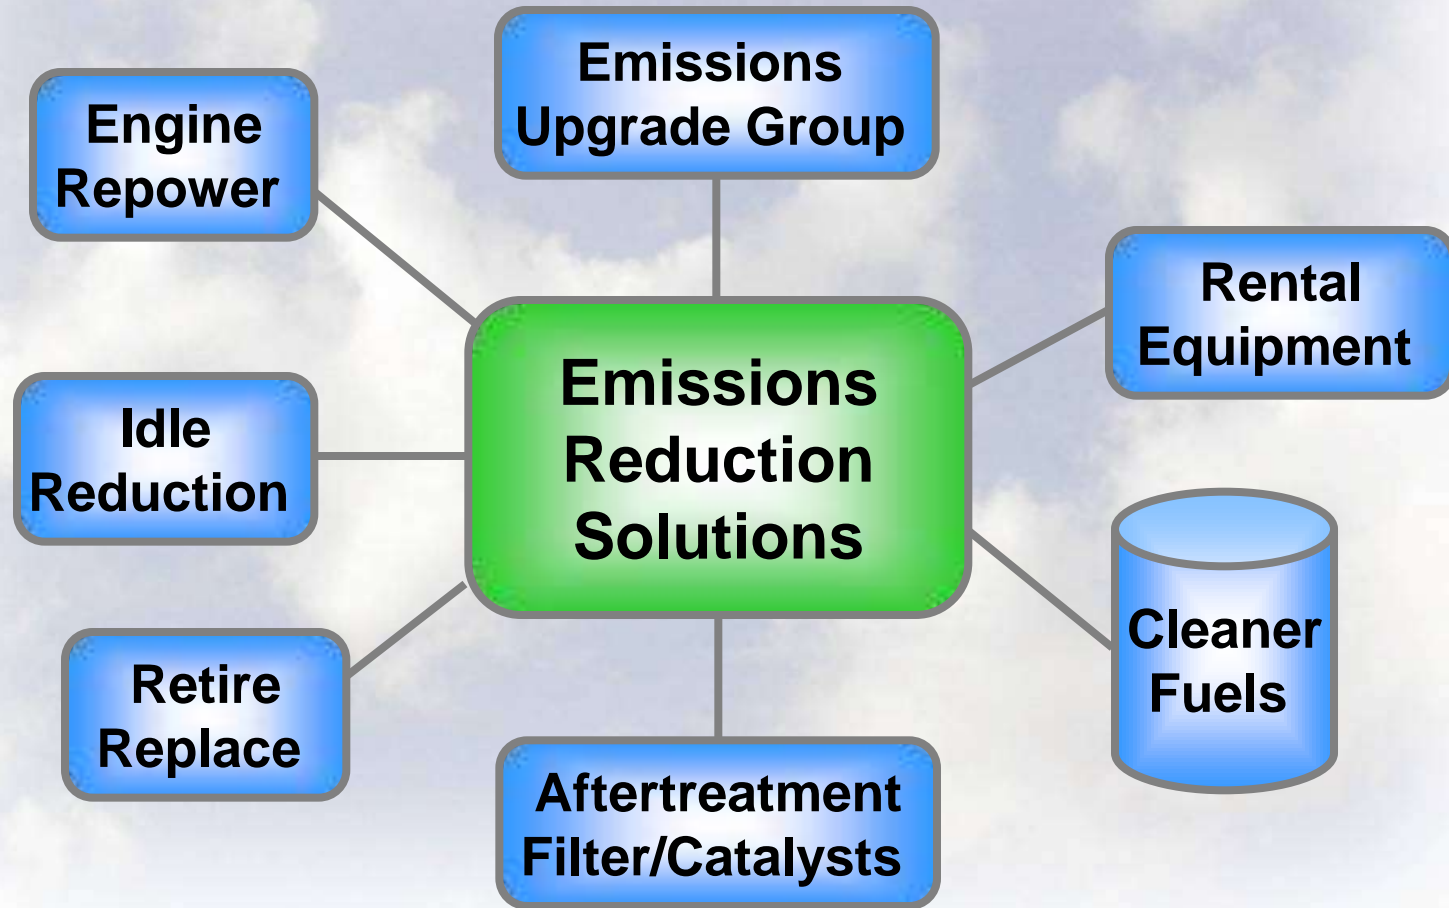 Emissions
Upgrade Group
Engine
Repower
Rental
Equipment
Emissions
Reduction
Solutions
Idle
Reduction
Cleaner
Fuels
Retire
Replace
Aftertreatment
Filter/Catalysts